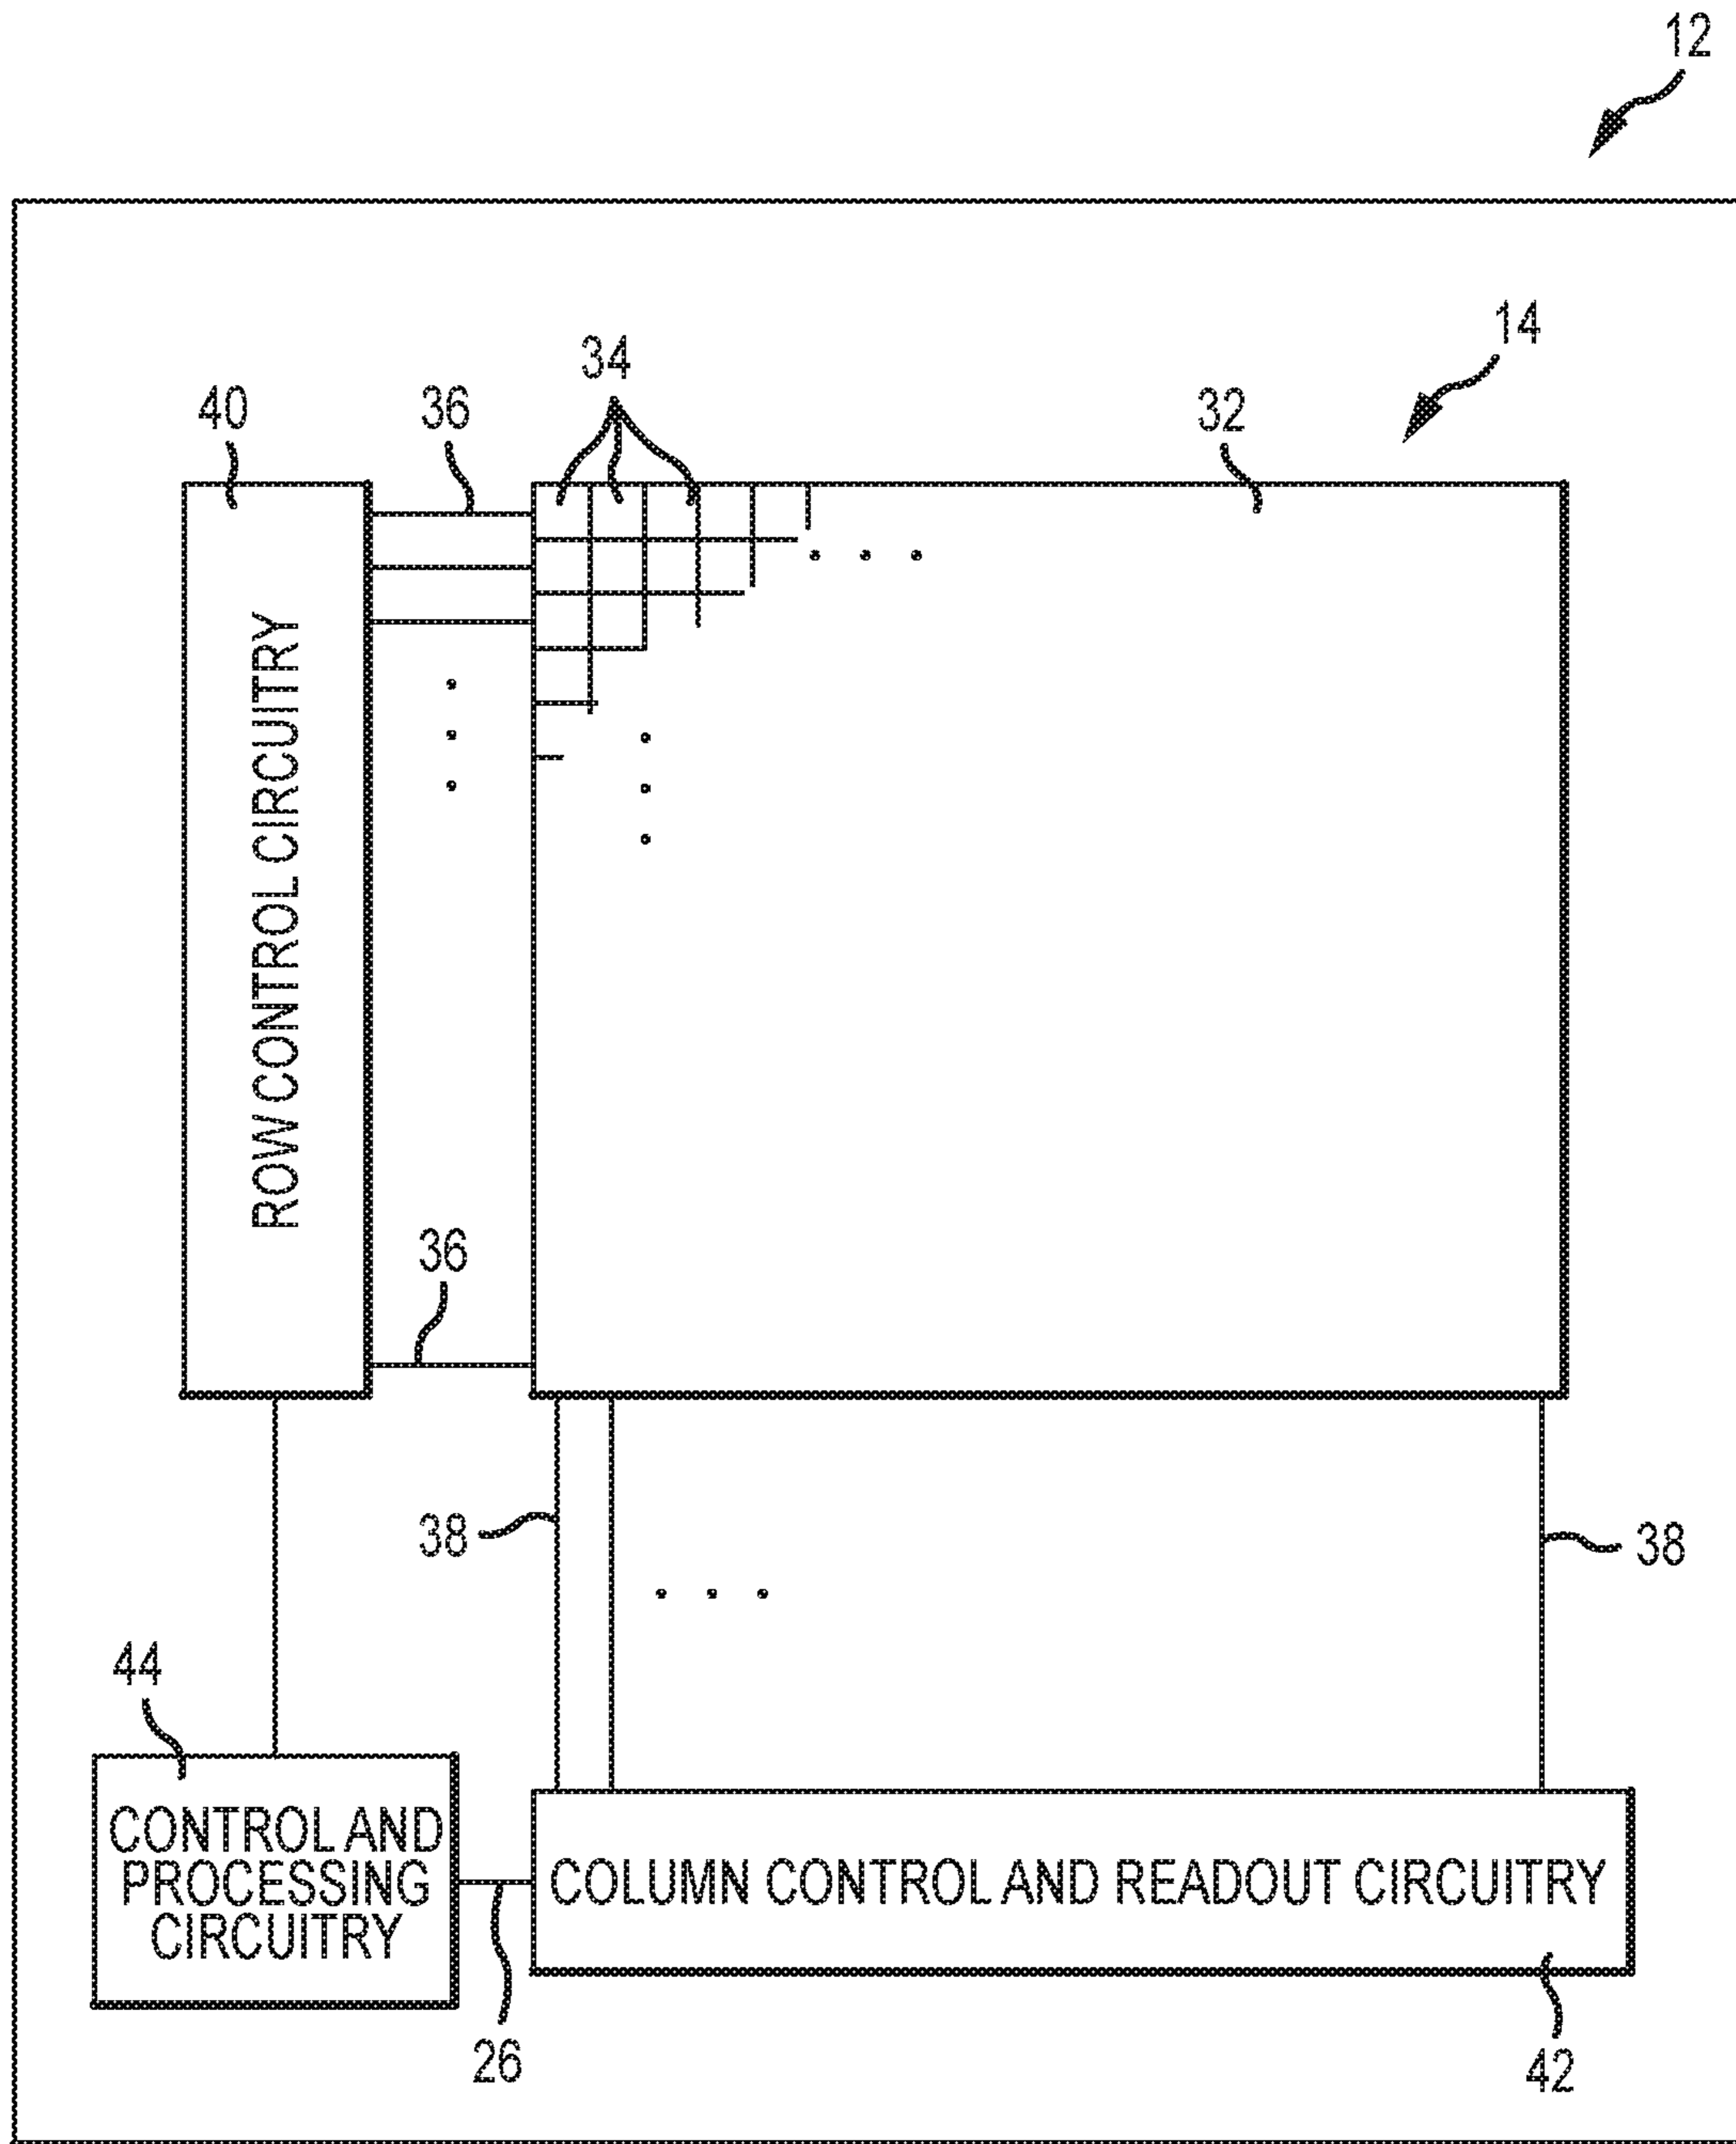 12
14
34
40
36
32
ROW CONTROL CIRCUITRY
36
38
38
44
CONTROL AND
PROCESSING
CIRCUITRY
COLUMN CONTROL AND READOUT CIRCUITRY
26
42